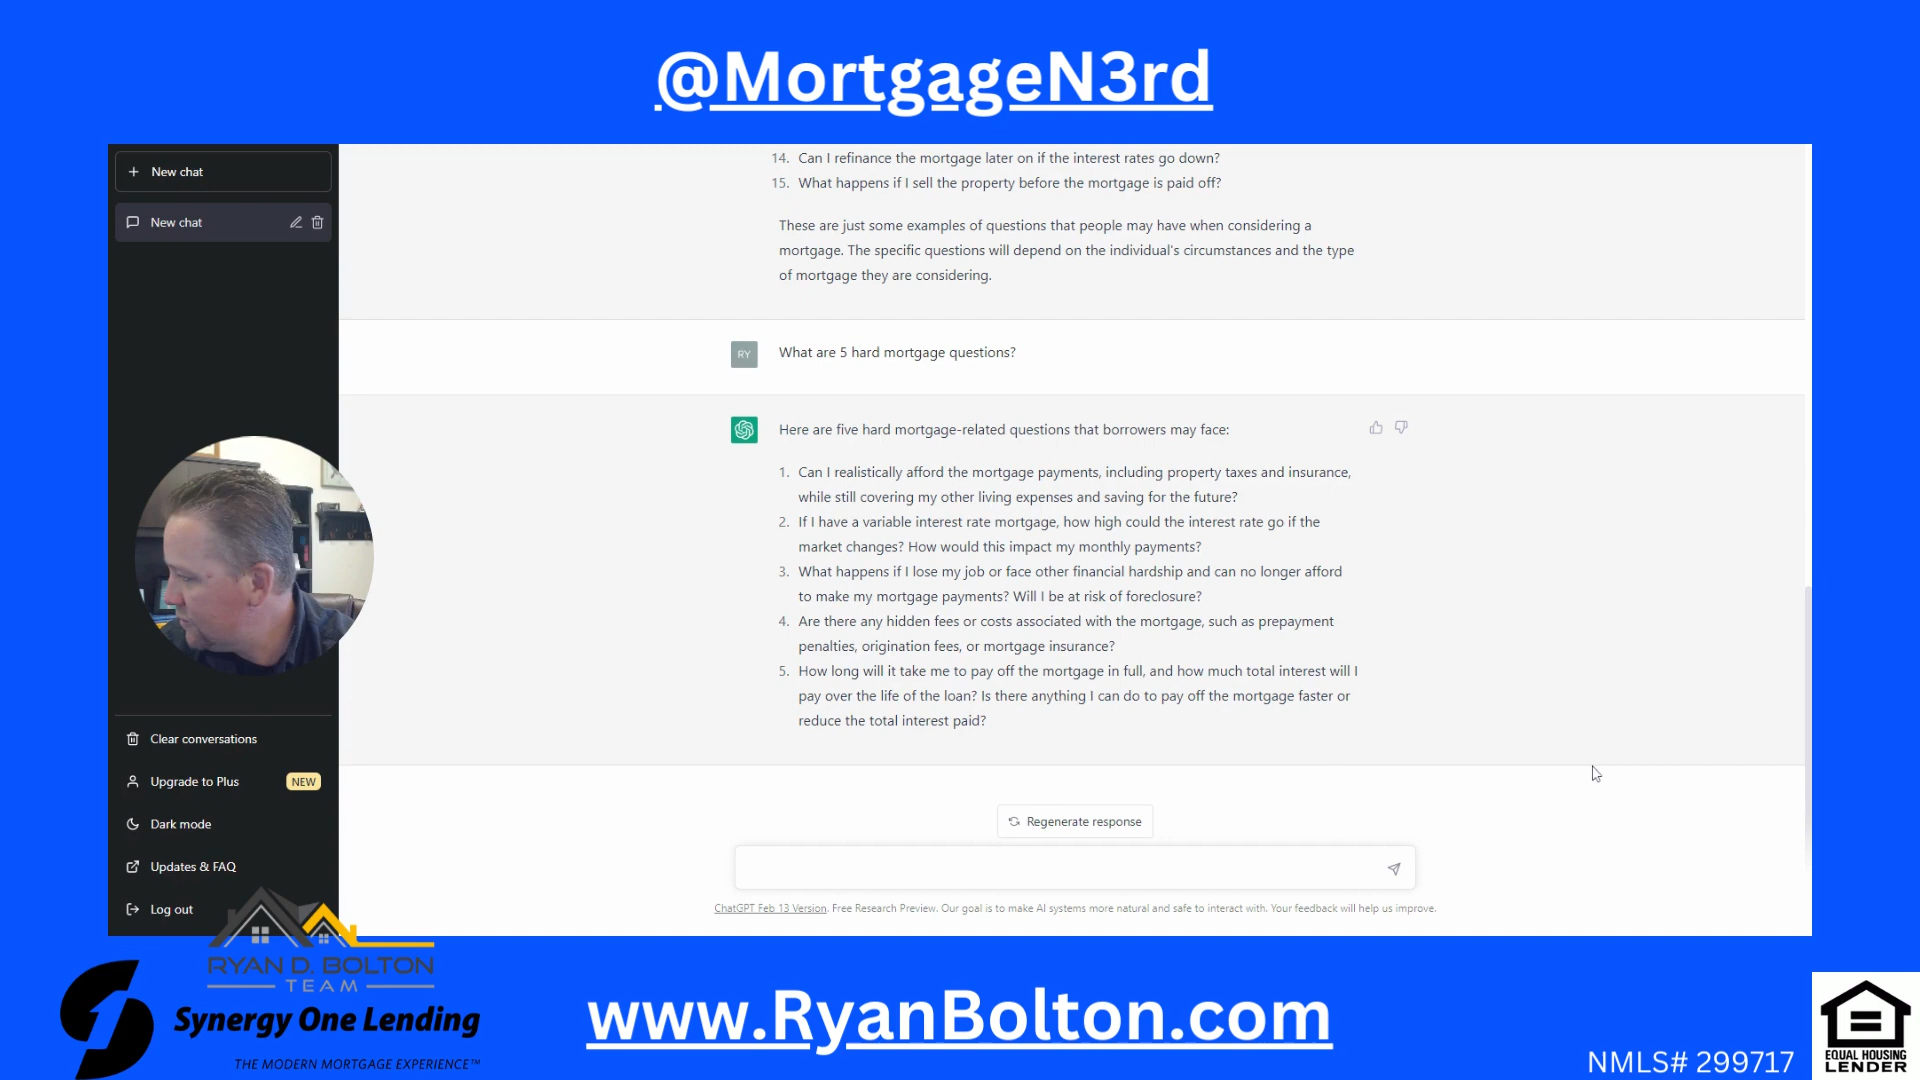 @MortgageN3rd
New chat
New chat
14. Can I refinance the mortgage later on if the interest rates go down?
15. What happens if I sell the property before the mortgage is paid off?
These are just some examples of questions that people may have when considering a
mortgage. The specific questions will depend on the individual's circumstances and the type
of mortgage they are considering.
RY
What are 5 hard mortgage questions?
Here are five hard mortgage-related questions that borrowers may face:
1. Can I realistically afford the mortgage payments, including property taxes and insurance,
while still covering my other living expenses and saving for the future?
2. If I have a variable interest rate mortgage, how high could the interest rate go if the
market changes? How would this impact my monthly payments?
3. What happens if I lose my job or face other financial hardship and can no longer afford
to make my mortgage payments? Will I be at risk of foreclosure?
4. Are there any hidden fees or costs associated with the mortgage, such as prepayment
penalties, origination fees, or mortgage insurance?
5. How long will it take me to pay off the mortgage in full, and how much total interest will I
pay over the life of the loan? Is there anything I can do to pay off the mortgage faster or
reduce the total interest paid?
Clear conversations
Upgrade to Plus NEW
Dark mode
Updates & FAQ
Log out
Regenerate response
ChatGPT Feb 13 Version. Free Research Preview. Our goal is to make AI systems more natural and safe to interact with. Your feedback will help us improve.
RYAN D. BOLTON
TEAM
Synergy One Lending
THE MODERN MORTGAGE EXPERIENCE™
www.RyanBolton.com
NMLS# 299717
EQUAL HOUSING
LENDER